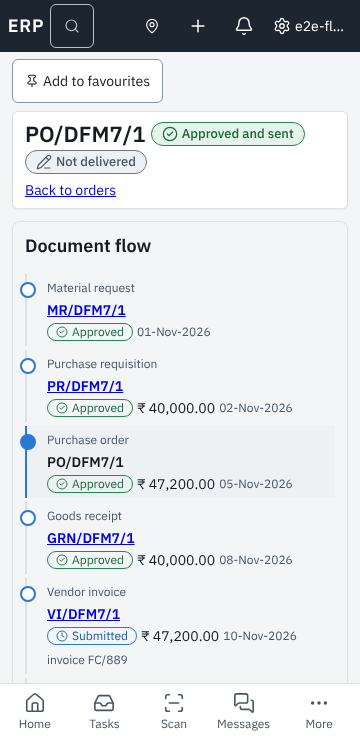 ERP e2e-fl...
Add to favourites
PO/DFM7/1 Approved and sent
Not delivered
Back to orders
Document flow
Material request
MR/DFM7/1
Approved 01-Nov-2026
Purchase requisition
PR/DFM7/1
Approved ₹ 40,000.00 02-Nov-2026
Purchase order
PO/DFM7/1
Approved ₹ 47,200.00 05-Nov-2026
Goods receipt
GRN/DFM7/1
Approved ₹ 40,000.00 08-Nov-2026
Vendor invoice
VI/DFM7/1
Submitted ₹ 47,200.00 10-Nov-2026
invoice FC/889
Home Tasks Scan Messages More